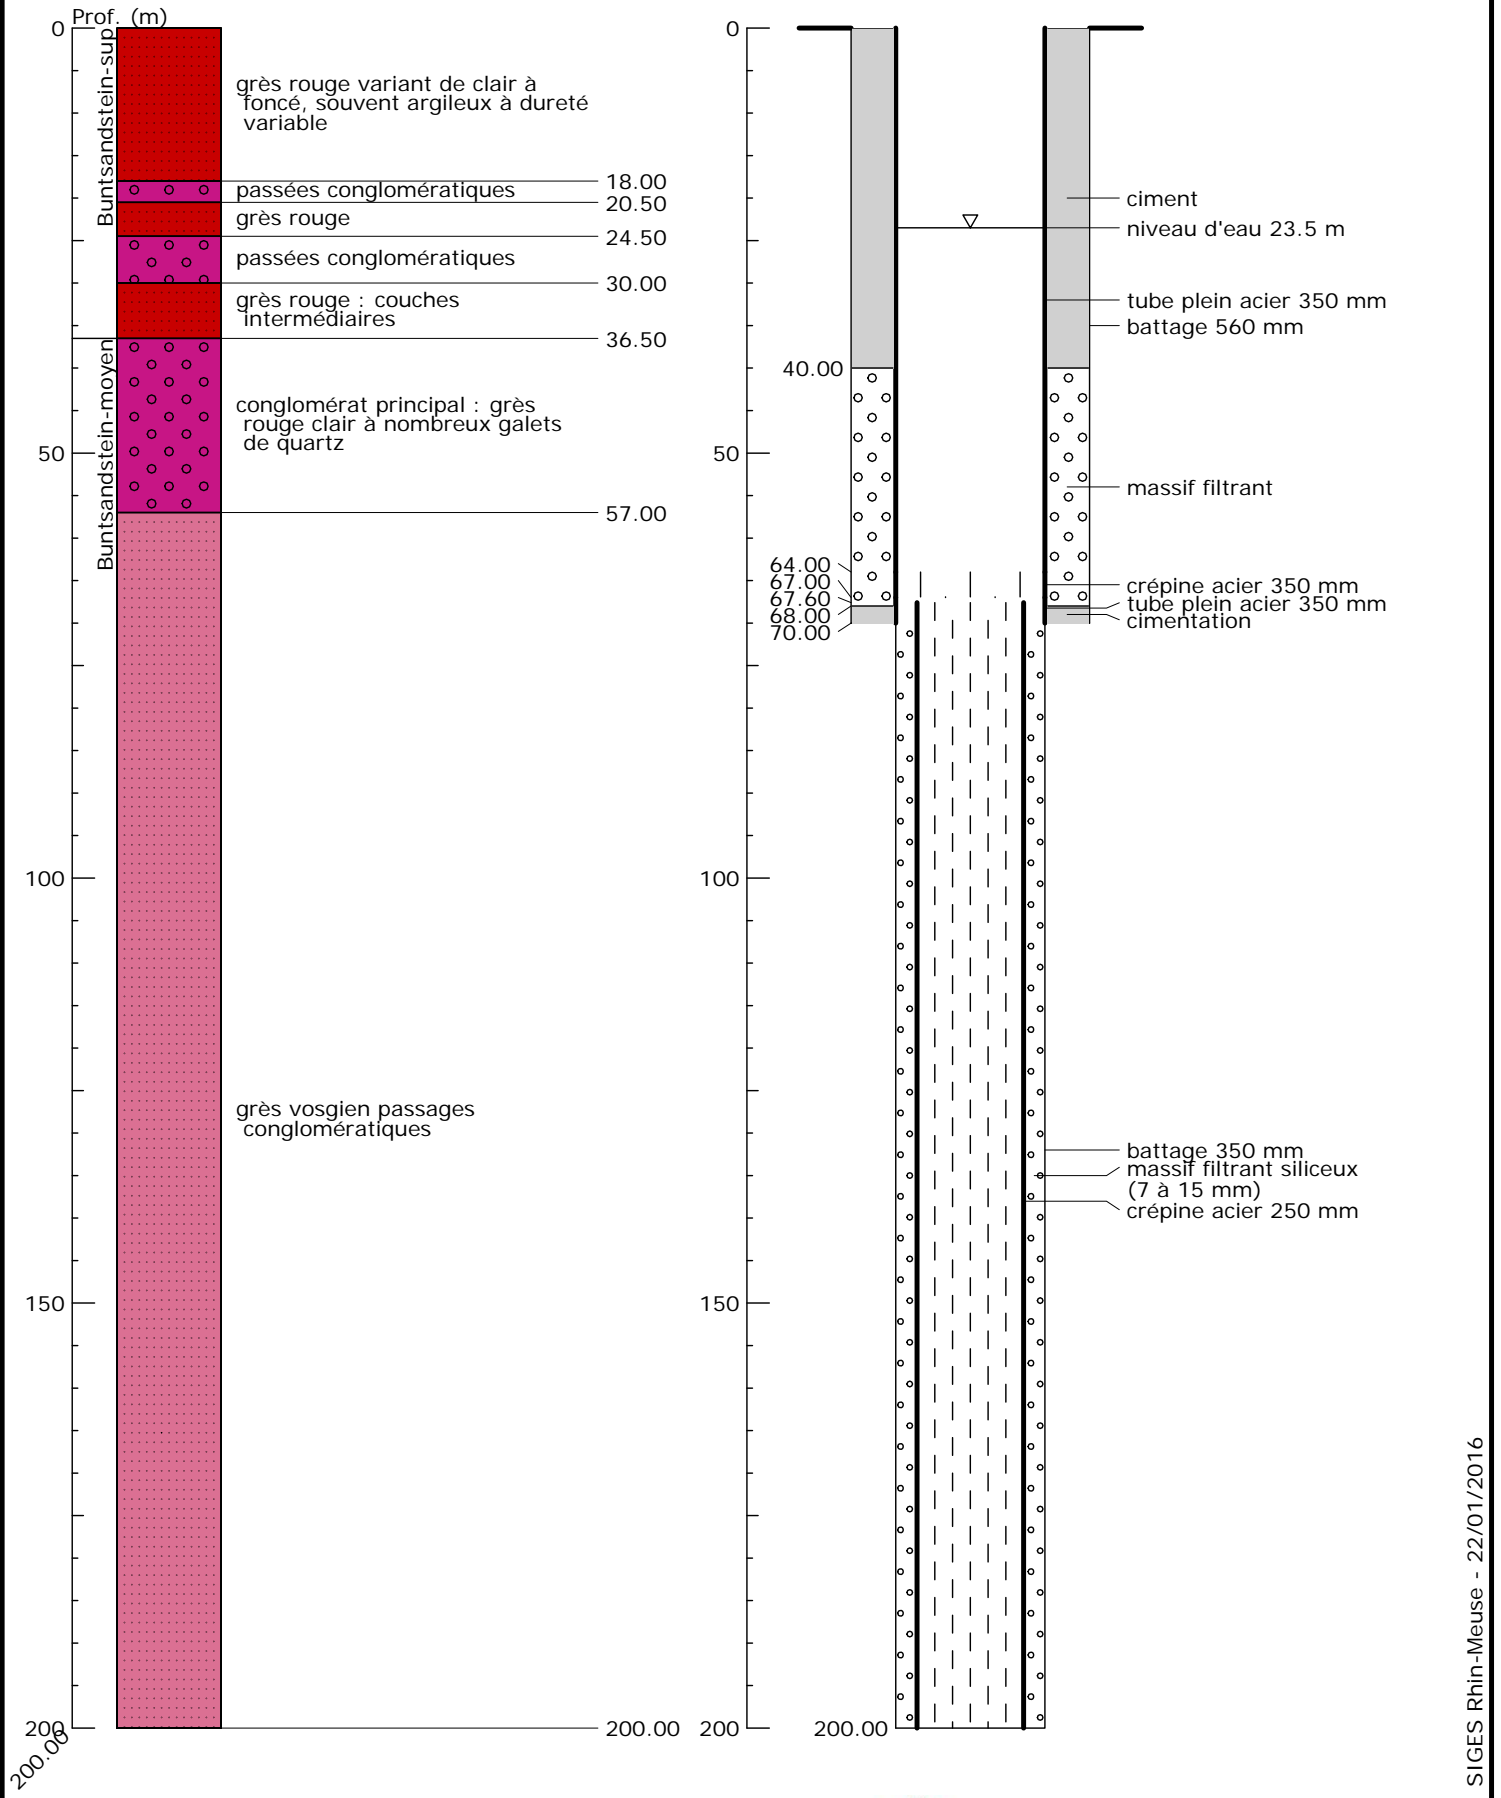 Prof. (m)
0
50
100
150
200
200.00
Buntsandstein-sup
Buntsandstein-moyen
grès rouge variant de clair à
foncé, souvent argileux à dureté
variable
18.00
passées conglomératiques
20.50
grès rouge
24.50
passées conglomératiques
30.00
grès rouge : couches
intermédiaires
36.50
conglomérat principal : grès
rouge clair à nombreux galets
de quartz
57.00
grès vosgien passages
conglomératiques
200.00
0
50
100
150
200
40.00
64.00
67.00
67.60
68.00
70.00
200.00
ciment
niveau d'eau 23.5 m
tube plein acier 350 mm
battage 560 mm
massif filtrant
crépine acier 350 mm
tube plein acier 350 mm
cimentation
battage 350 mm
massif filtrant siliceux
(7 à 15 mm)
crépine acier 250 mm
SIGES Rhin-Meuse - 22/01/2016